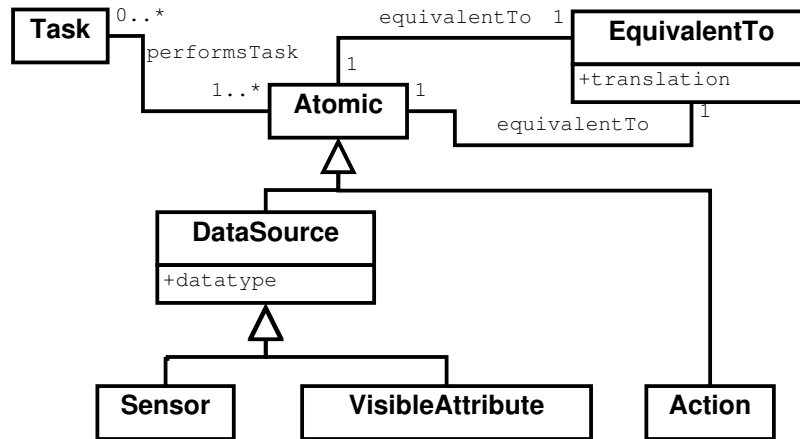 Task
0..*
equivalentTo
1
EquivalentTo
performsTask
1
+translation
1..*
Atomic
1
equivalentTo
1
DataSource
+datatype
Sensor
VisibleAttribute
Action